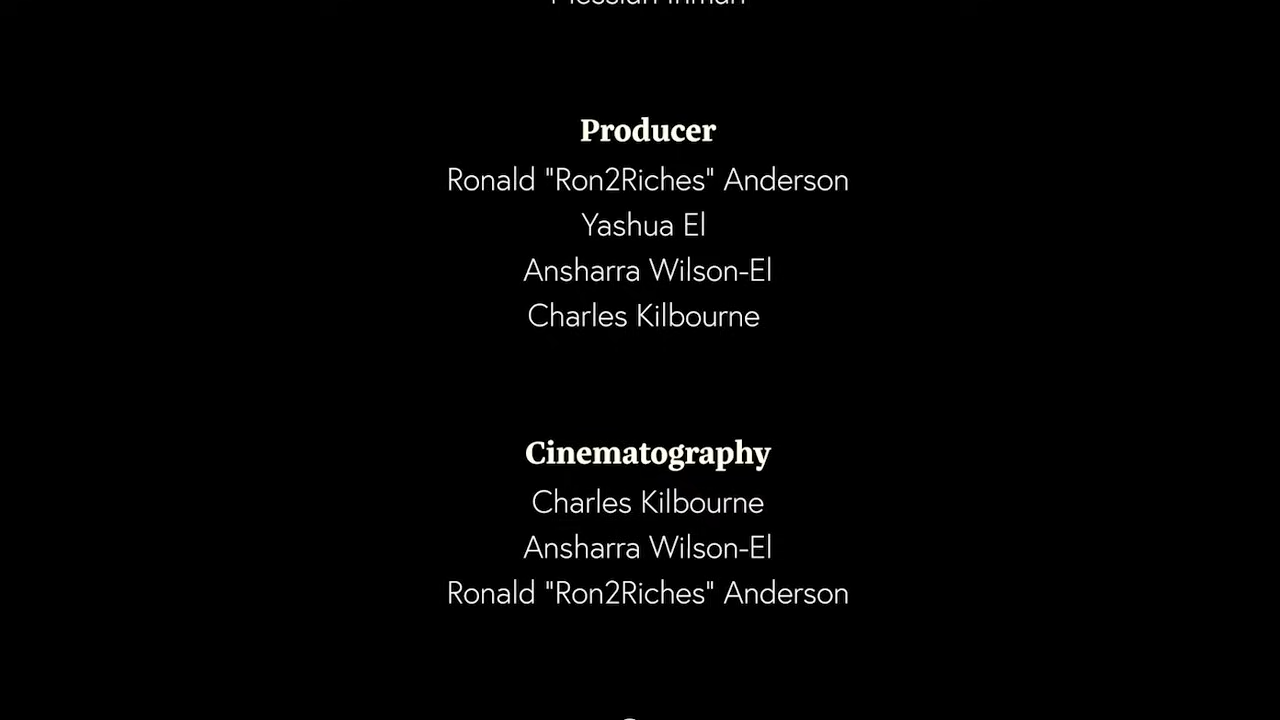 Producer
Ronald "Ron2Riches" Anderson
Yashua El
Ansharra Wilson-El
Charles Kilbourne
Cinematography
Charles Kilbourne
Ansharra Wilson-El
Ronald "Ron2Riches" Anderson